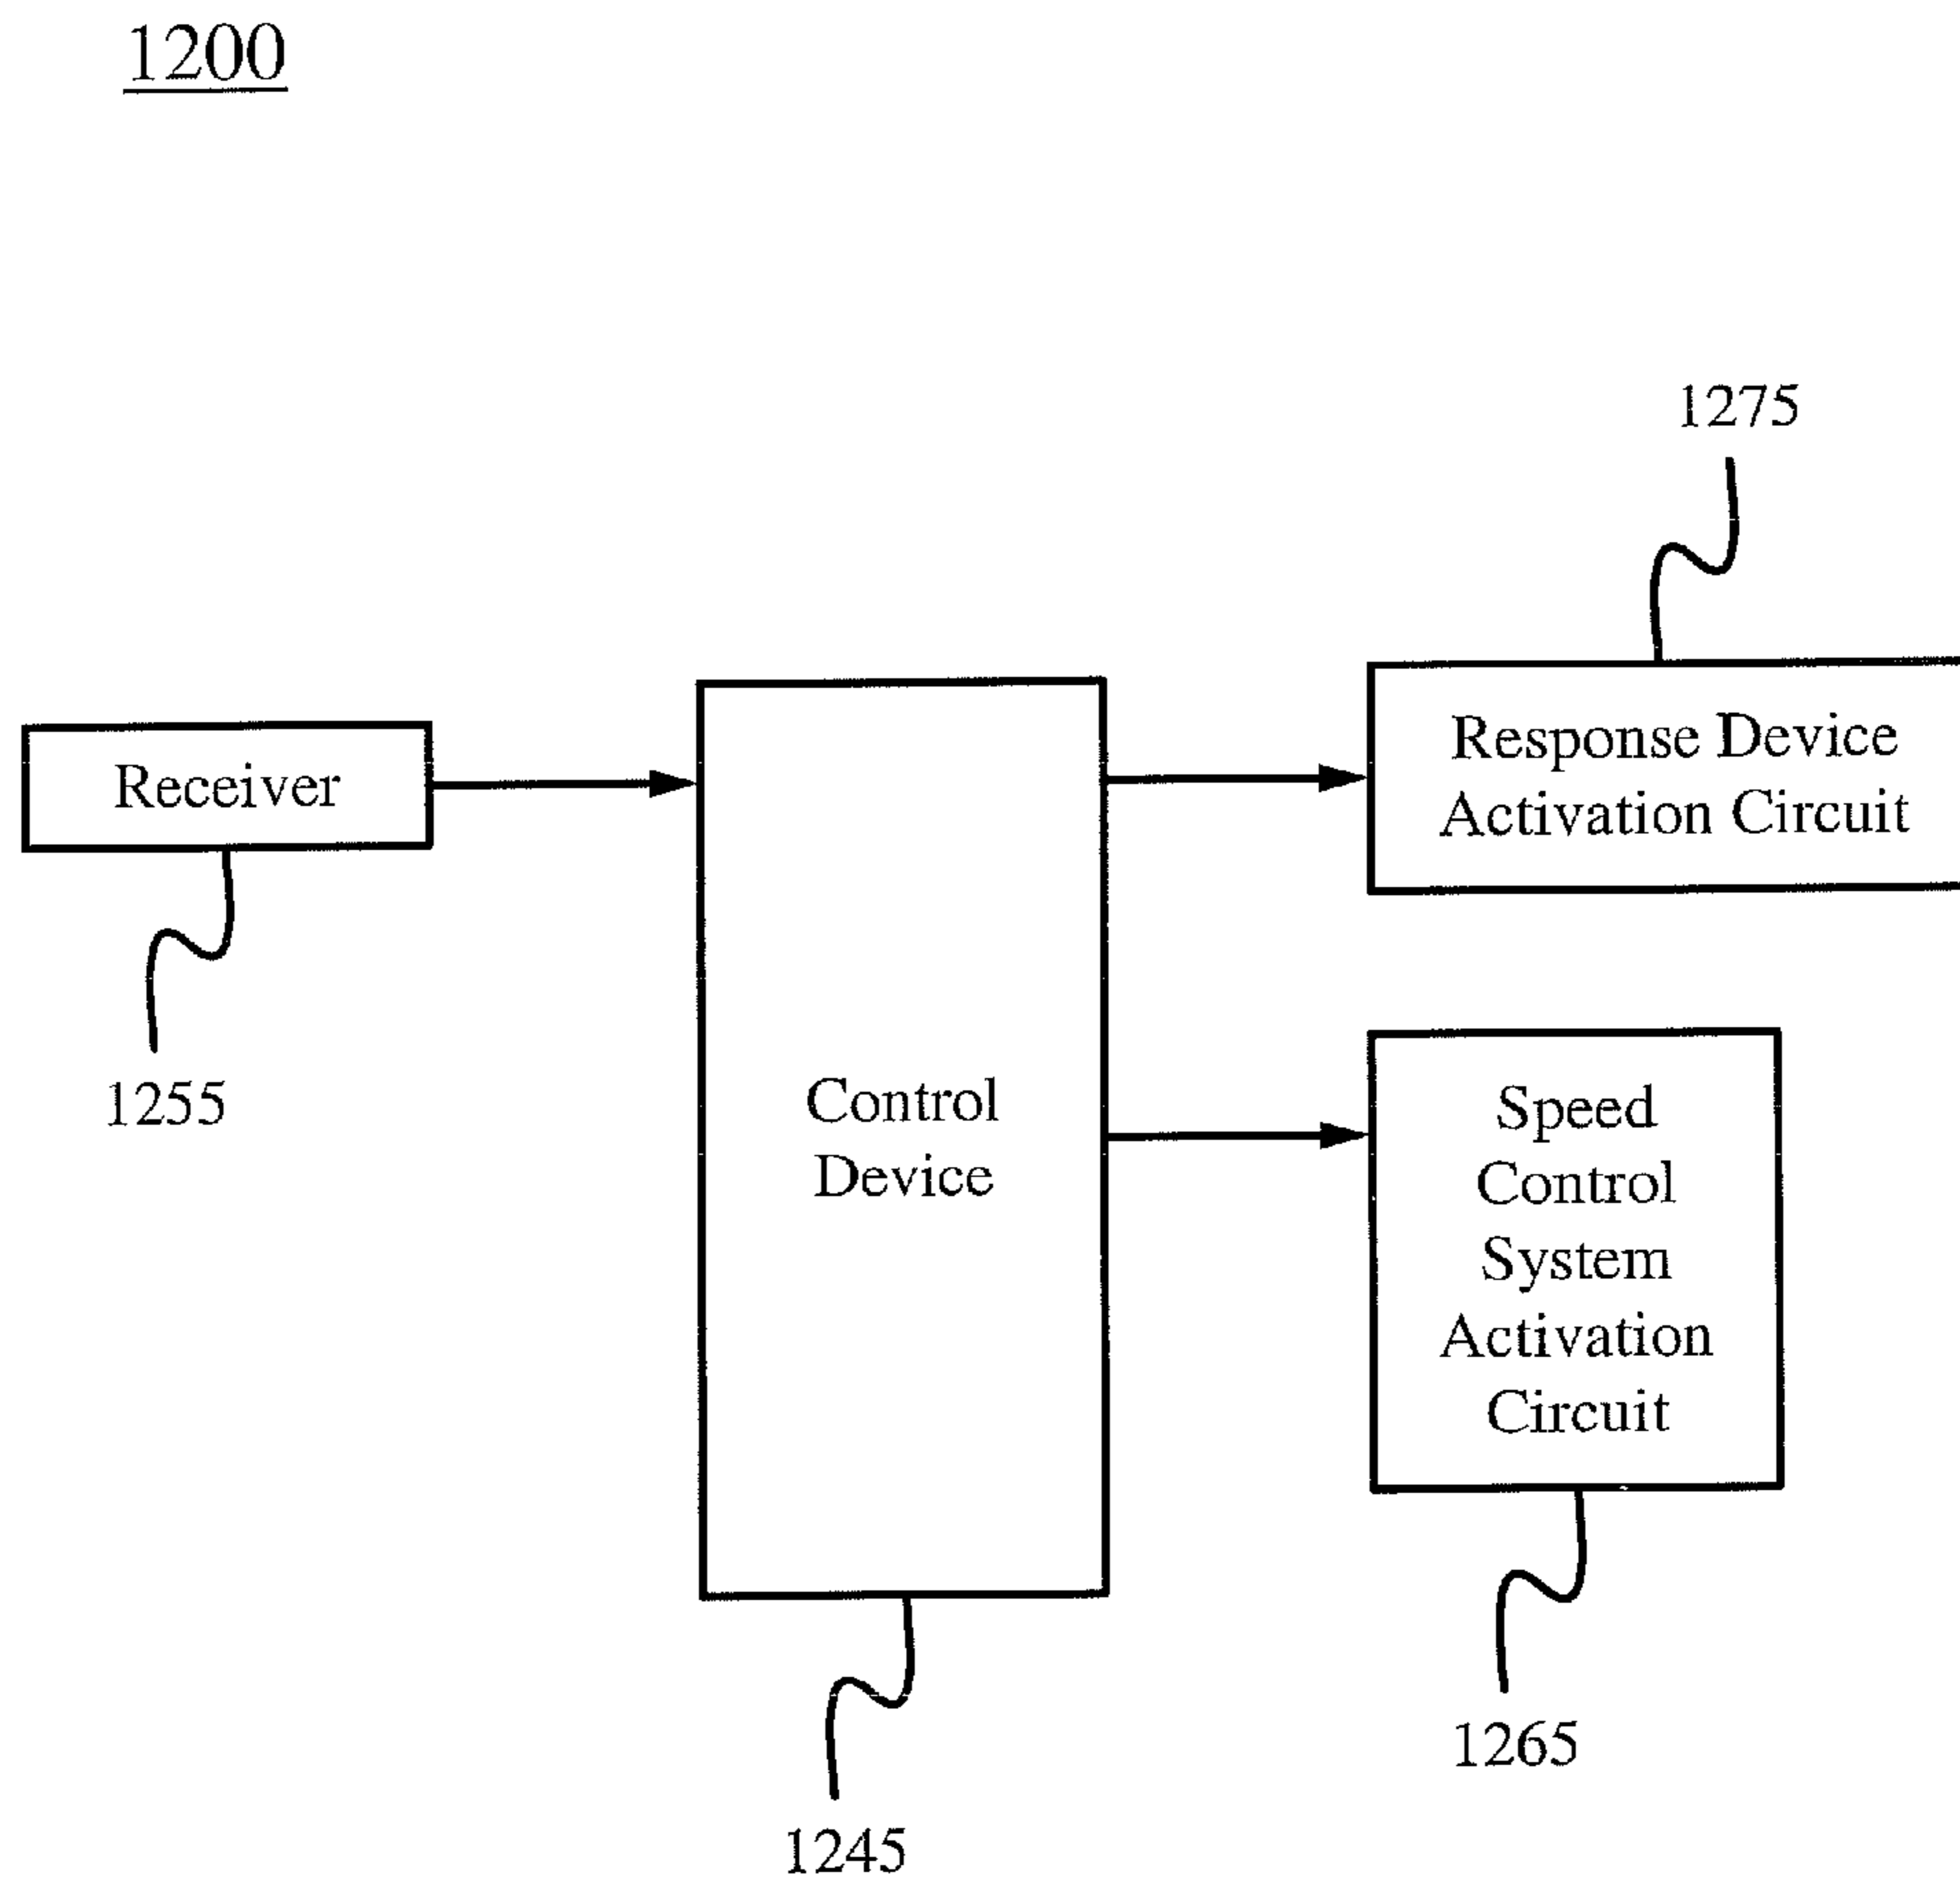 1200
1275
Response Device
Activation Circuit
Receiver
1255
Control
Device
Speed
Control
System
Activation
Circuit
1265
1245